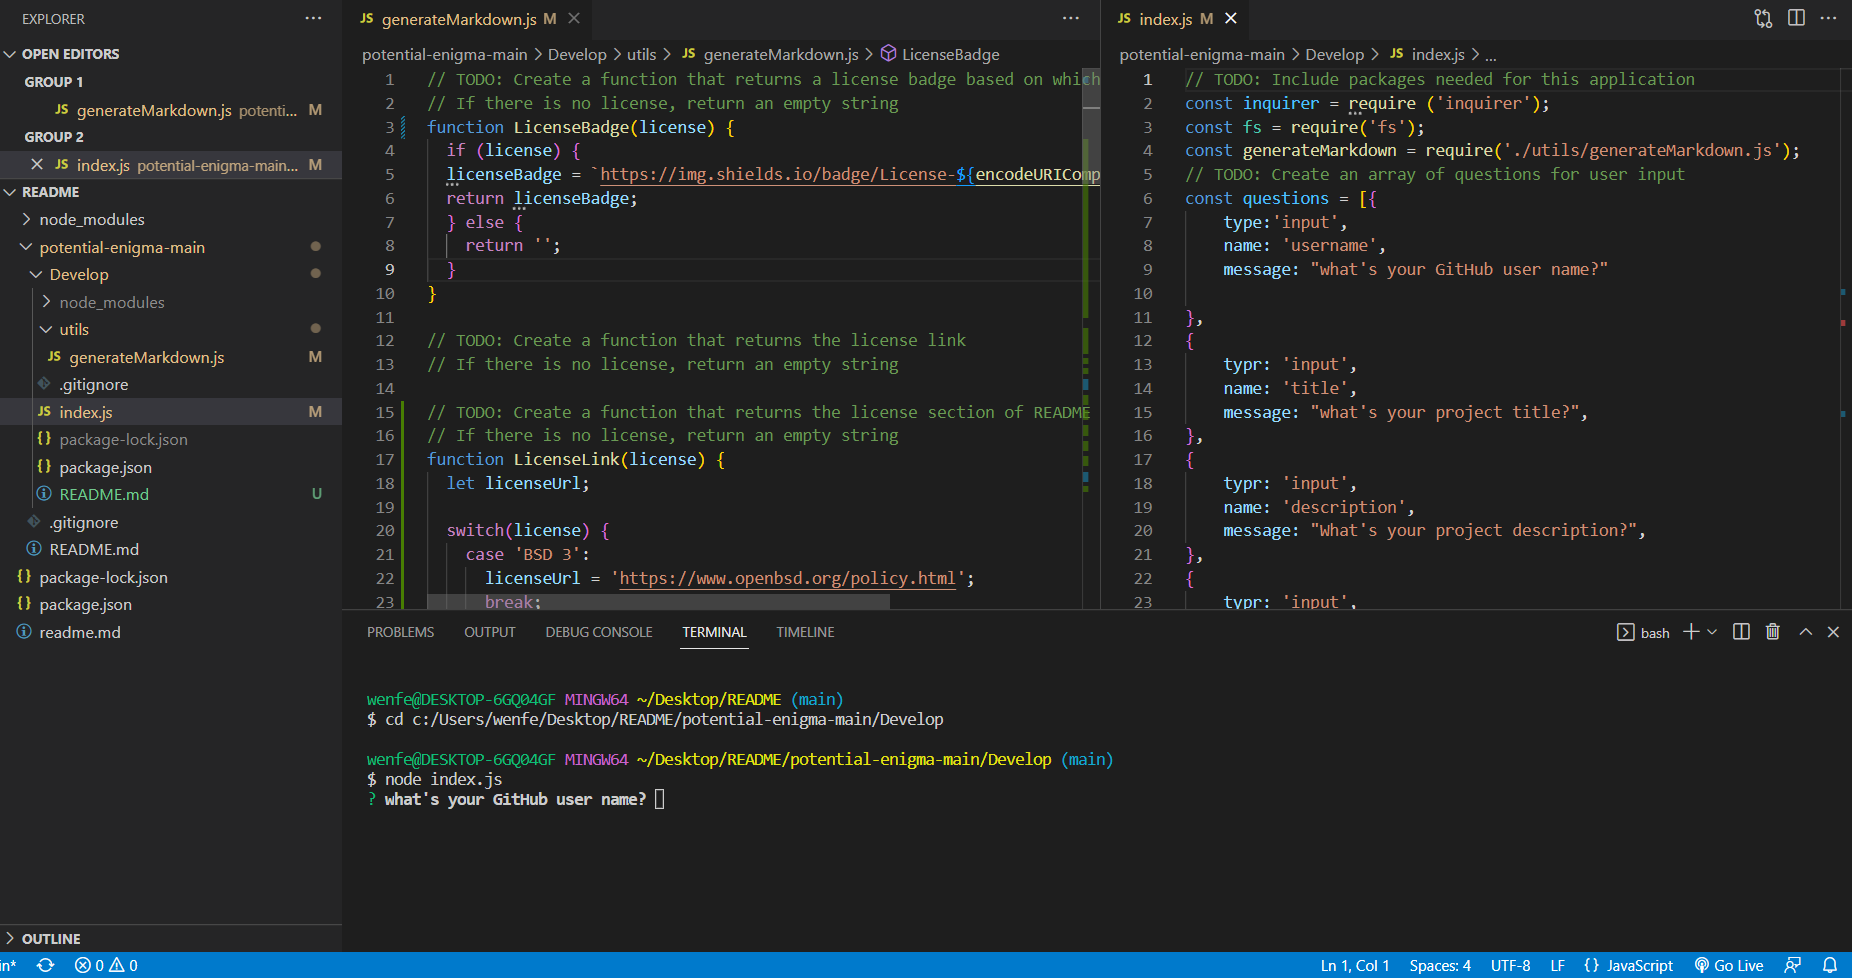 EXPLORER
OPEN EDITORS
GROUP 1
JS generateMarkdown.js potenti... M
GROUP 2
JS index.js potential-enigma-main... M
README
node_modules
potential-enigma-main
Develop
node_modules
utils
JS generateMarkdown.js M
.gitignore
JS index.js M
{} package-lock.json
{} package.json
README.md U
.gitignore
README.md
{} package-lock.json
{} package.json
readme.md
OUTLINE
JS generateMarkdown.js M
potential-enigma-main > Develop > utils > JS generateMarkdown.js > LicenseBadge
1 // TODO: Create a function that returns a license badge based on which
2 // If there is no license, return an empty string
3 function LicenseBadge(license) {
4 if (license) {
5 licenseBadge = `https://img.shields.io/badge/License-${encodeURIComp
6 return licenseBadge;
7 } else {
8 return '';
9 }
10 }
11
12 // TODO: Create a function that returns the license link
13 // If there is no license, return an empty string
14
15 // TODO: Create a function that returns the license section of README
16 // If there is no license, return an empty string
17 function LicenseLink(license) {
18 let licenseUrl;
19
20 switch(license) {
21 case 'BSD 3':
22 licenseUrl = 'https://www.openbsd.org/policy.html';
23 break;
JS index.js M
potential-enigma-main > Develop > JS index.js > ...
1 // TODO: Include packages needed for this application
2 const inquirer = require ('inquirer');
3 const fs = require('fs');
4 const generateMarkdown = require('./utils/generateMarkdown.js');
5 // TODO: Create an array of questions for user input
6 const questions = [{
7 type:'input',
8 name: 'username',
9 message: "what's your GitHub user name?"
10
11 },
12 {
13 typr: 'input',
14 name: 'title',
15 message: "what's your project title?",
16 },
17 {
18 typr: 'input',
19 name: 'description',
20 message: "What's your project description?",
21 },
22 {
23 typr: 'input',
PROBLEMS OUTPUT DEBUG CONSOLE TERMINAL TIMELINE
bash
wenfe@DESKTOP-6GQ04GF MINGW64 ~/Desktop/README (main)
$ cd c:/Users/wenfe/Desktop/README/potential-enigma-main/Develop
wenfe@DESKTOP-6GQ04GF MINGW64 ~/Desktop/README/potential-enigma-main/Develop (main)
$ node index.js
? what's your GitHub user name?
in* 0 0
Ln 1, Col 1 Spaces: 4 UTF-8 LF {} JavaScript Go Live